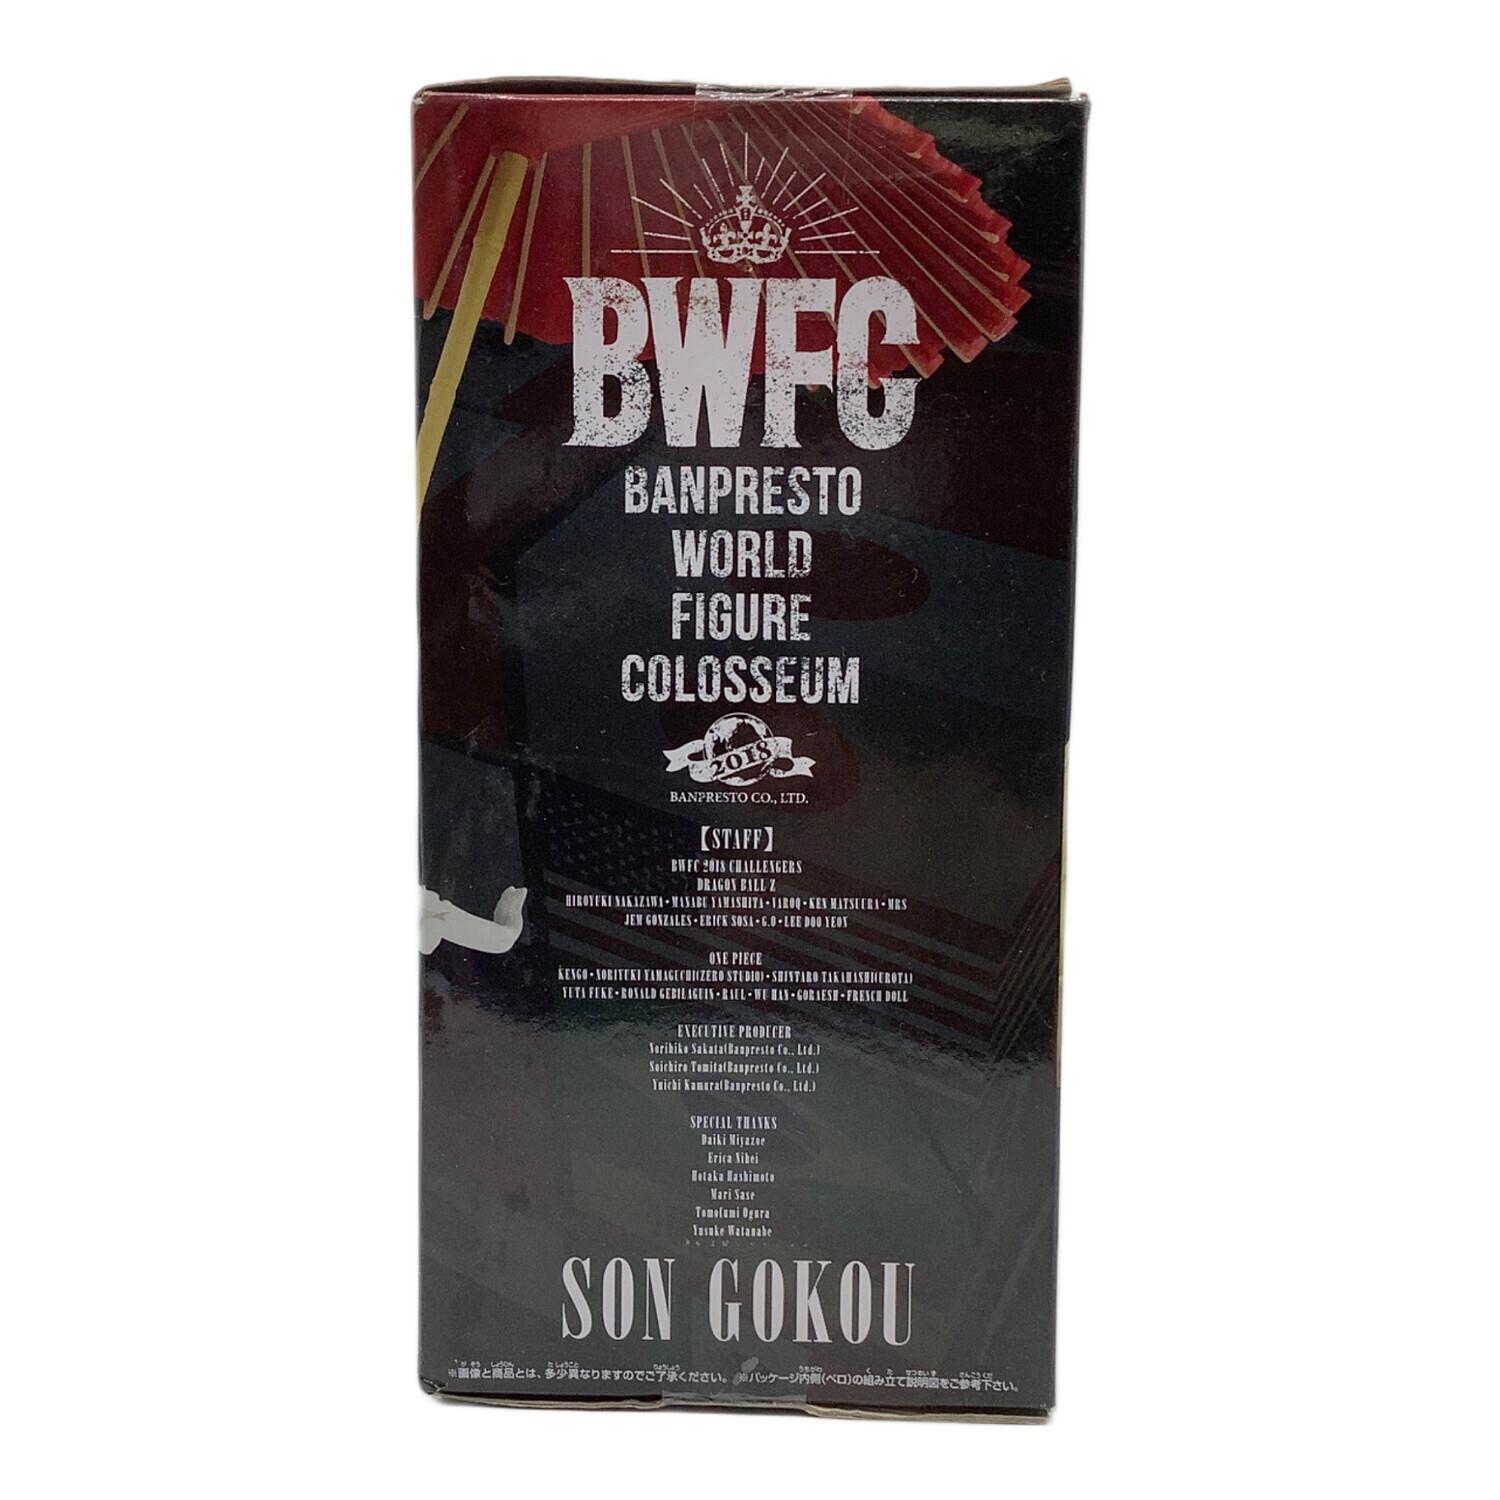 BWFC
BANPRESTO
WORLD
FIGURE
COLOSSEUM
2018
BANPRESTO CO., LTD.
【STAFF】
BWFC 2018 CHALLENGERS
DRAGON BALL Z
HIROYUKI NAKAZAWA・MANABU YAMASHITA・VAROQ・KEN MATSUURA・MRS
JEM GONZALES・ERICK SOSA・G.O・LEE DOO YEON
ONE PIECE
KENGO・NORIYUKI YAMAGUCHI(ZERO STUDIO)・SHINTARO TAKAHASHI(UROTA)
YUTA FUKE・RONALD GEBILAGUIN・RAUL・WU HAN・GORAESH・FRENCH DOLL
EXECUTIVE PRODUCER
Norihiko Sakata(Banpresto Co., Ltd.)
Soichiro Tomita(Banpresto Co., Ltd.)
Yuichi Kamura(Banpresto Co., Ltd.)
SPECIAL THANKS
Daiki Miyazoe
Erica Nihei
Hotaka Hashimoto
Mari Sase
Tomofumi Ogura
Yusuke Watanabe
SON GOKOU
※画像と商品とは、多少異なりますのでご了承ください。 ※パッケージ内側(ベロ)の組み立て説明図をご参考下さい。